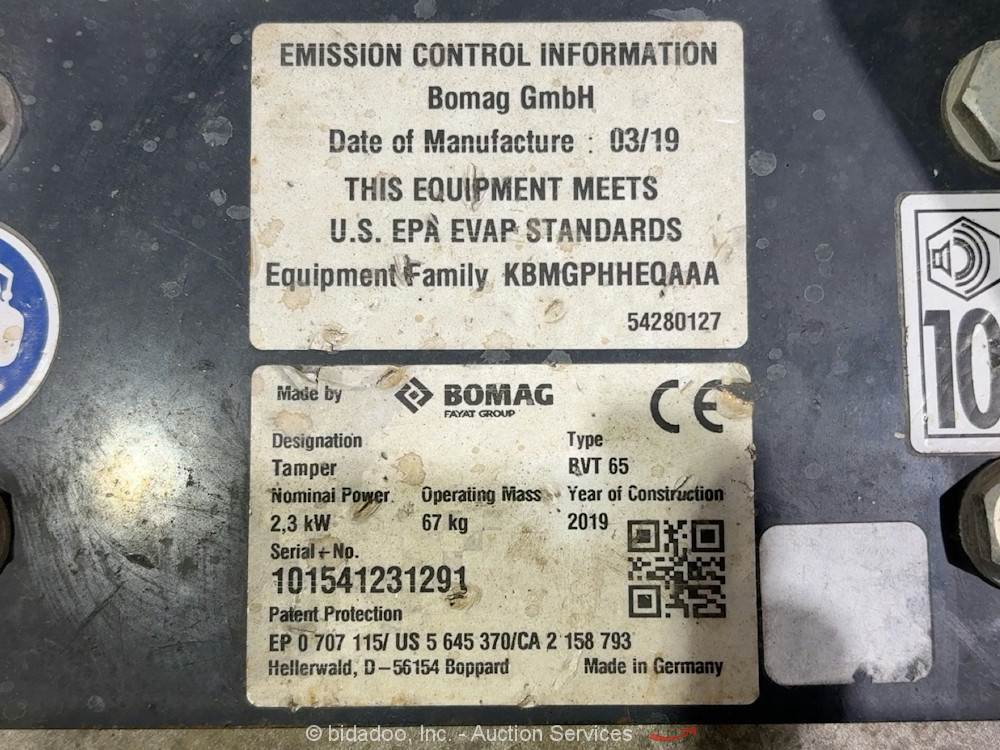 EMISSION CONTROL INFORMATION
Bomag GmbH
Date of Manufacture : 03/19
THIS EQUIPMENT MEETS
U.S. EPA EVAP STANDARDS
Equipment Family KBMGPHHEQAAA
54280127
Made by BOMAG CE
FAYAT GROUP
Designation Type
Tamper BVT 65
Nominal Power Operating Mass Year of Construction
2,3 kW 67 kg 2019
Serial-No.
101541231291
Patent Protection
EP 0 707 115/ US 5 645 370/CA 2 158 793
Hellerwald, D-56154 Boppard Made in Germany
10
© bidadoo, Inc. - Auction Services